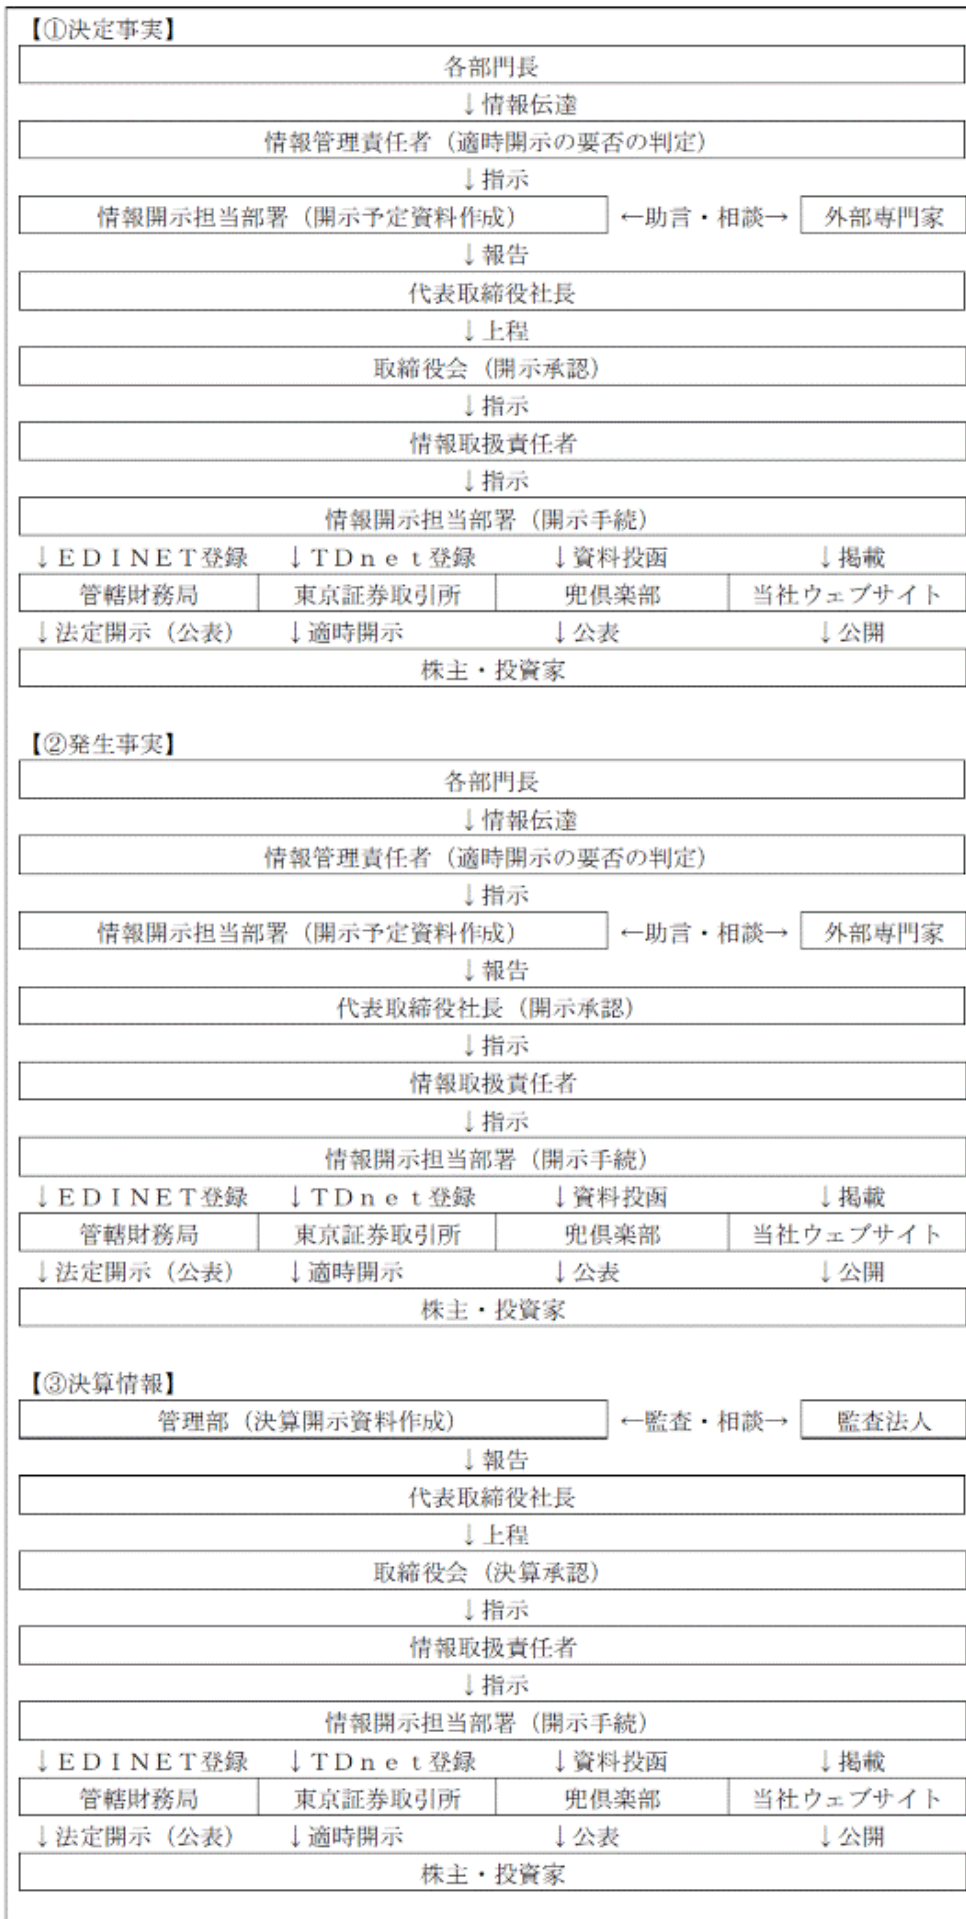 【①決定事実】
各部門長
↓情報伝達
情報管理責任者（適時開示の要否の判定）
↓指示
情報開示担当部署（開示予定資料作成） ←助言・相談→ 外部専門家
↓報告
代表取締役社長
↓上程
取締役会（開示承認）
↓指示
情報取扱責任者
↓指示
情報開示担当部署（開示手続）
↓ＥＤＩＮＥＴ登録 ↓ＴＤｎｅｔ登録 ↓資料投函 ↓掲載
管轄財務局 東京証券取引所 兜倶楽部 当社ウェブサイト
↓法定開示（公表） ↓適時開示 ↓公表 ↓公開
株主・投資家
【②発生事実】
各部門長
↓情報伝達
情報管理責任者（適時開示の要否の判定）
↓指示
情報開示担当部署（開示予定資料作成） ←助言・相談→ 外部専門家
↓報告
代表取締役社長（開示承認）
↓指示
情報取扱責任者
↓指示
情報開示担当部署（開示手続）
↓ＥＤＩＮＥＴ登録 ↓ＴＤｎｅｔ登録 ↓資料投函 ↓掲載
管轄財務局 東京証券取引所 兜倶楽部 当社ウェブサイト
↓法定開示（公表） ↓適時開示 ↓公表 ↓公開
株主・投資家
【③決算情報】
管理部（決算開示資料作成） ←監査・相談→ 監査法人
↓報告
代表取締役社長
↓上程
取締役会（決算承認）
↓指示
情報取扱責任者
↓指示
情報開示担当部署（開示手続）
↓ＥＤＩＮＥＴ登録 ↓ＴＤｎｅｔ登録 ↓資料投函 ↓掲載
管轄財務局 東京証券取引所 兜倶楽部 当社ウェブサイト
↓法定開示（公表） ↓適時開示 ↓公表 ↓公開
株主・投資家